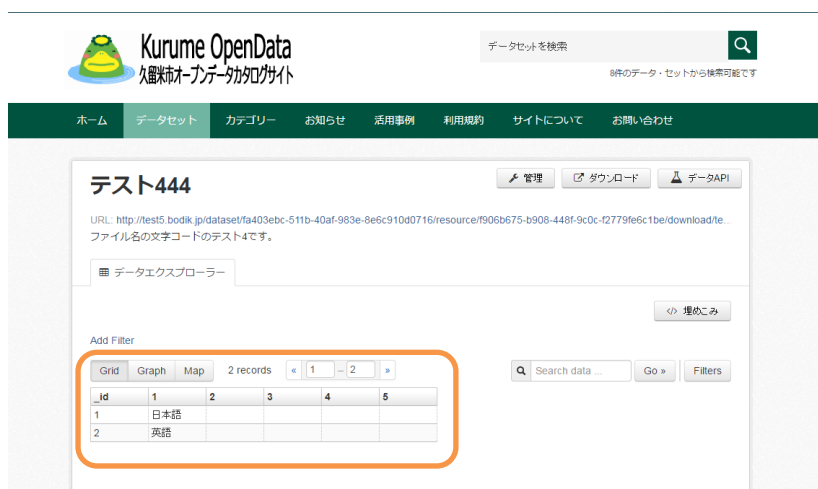 Kurume OpenData
久留米市オープンデータカタログサイト
データセットを検索
8件のデータ・セットから検索可能です
ホーム データセット カテゴリー お知らせ 活用事例 利用規約 サイトについて お問い合わせ
テスト444
管理 ダウンロード データAPI
URL: http://test5.bodik.jp/dataset/fa403ebc-511b-40af-983e-8e6c910d0716/resource/f906b675-b908-448f-9c0c-f2779fe6c1be/download/te...
ファイル名の文字コードのテスト4です。
データエクスプローラー
</> 埋めこみ
Add Filter
Grid Graph Map 2 records « 1 – 2 » Search data ... Go » Filters
_id 1 2 3 4 5
1 日本語
2 英語